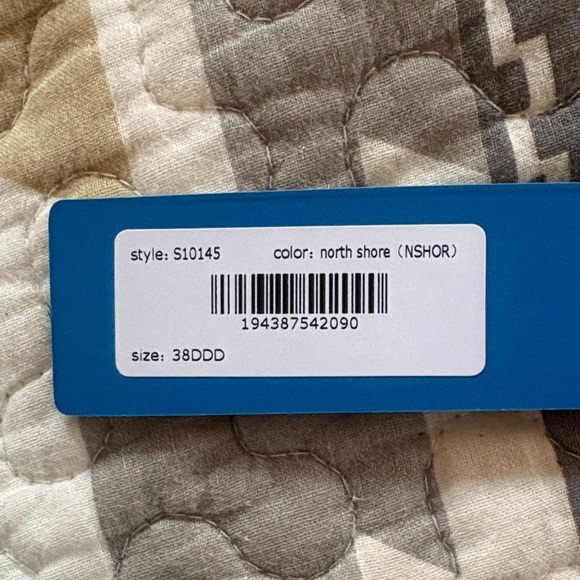 style: S10145 color: north shore (NSHOR)
194387542090
size: 38DDD